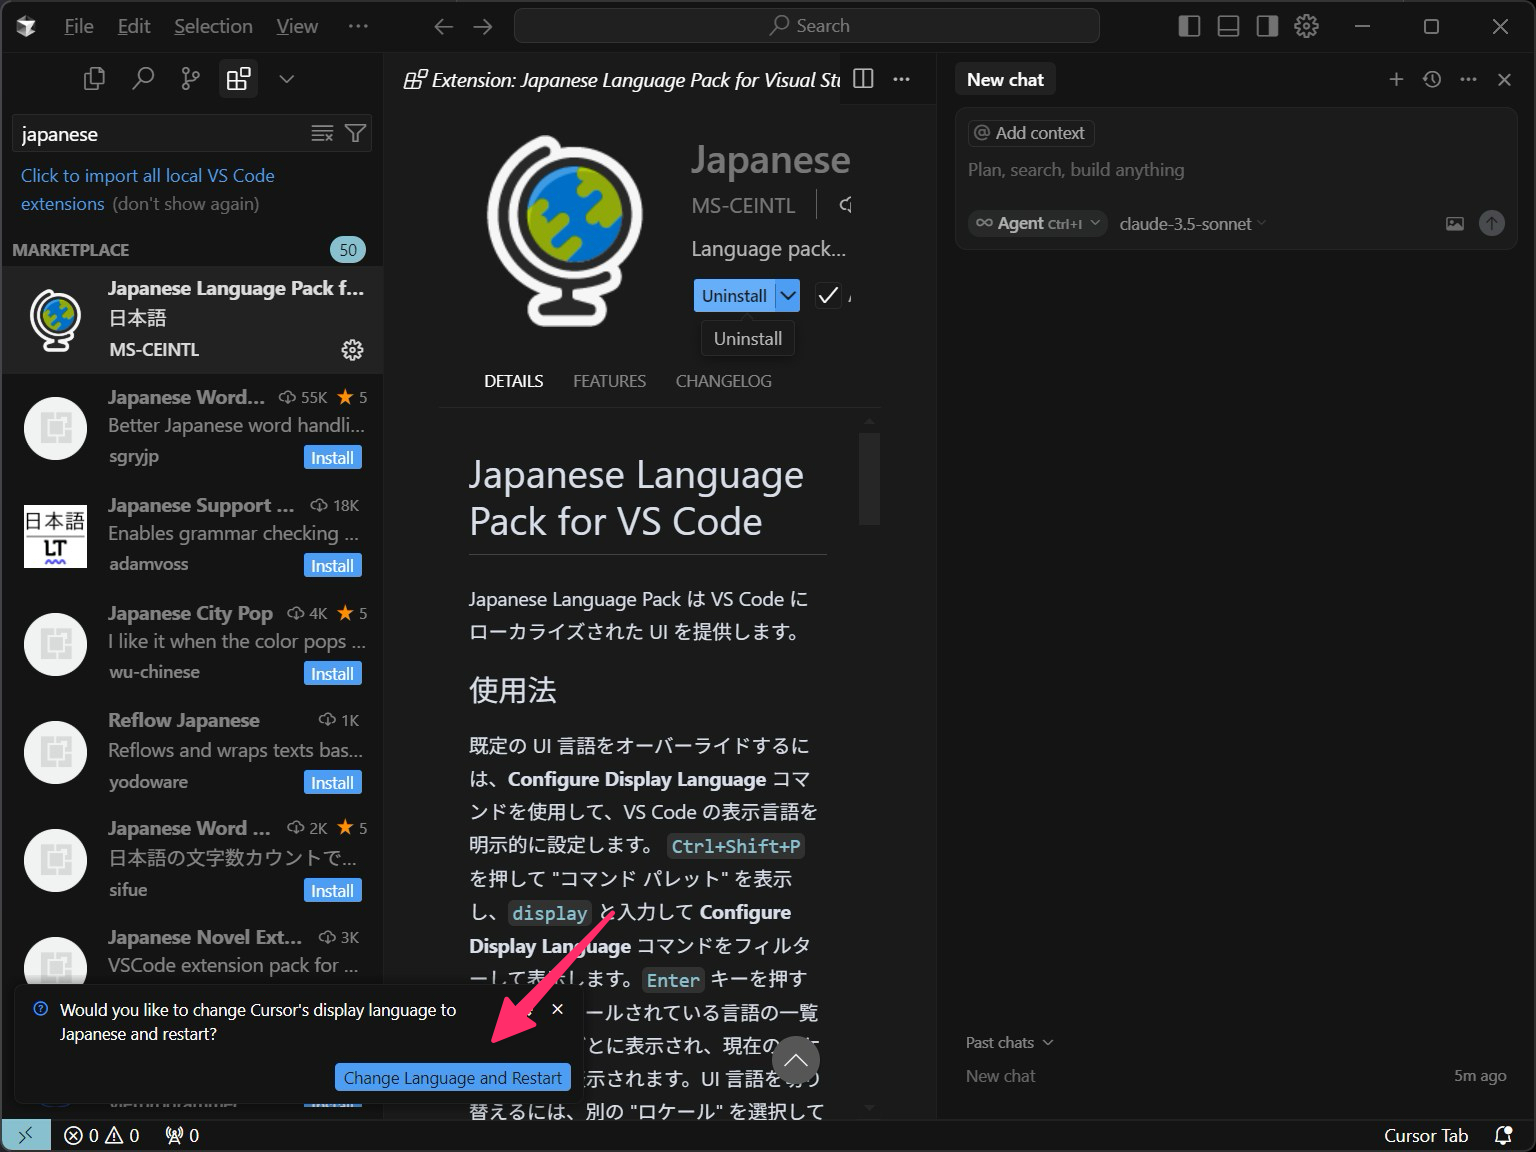 File Edit Selection View ···
Search
japanese
Click to import all local VS Code
extensions (don't show again)
MARKETPLACE 50
Japanese Language Pack f...
日本語
MS-CEINTL
Japanese Word... 55K ★ 5
Better Japanese word handli...
sgryjp Install
日本語
LT
Japanese Support ... 18K
Enables grammar checking ...
adamvoss Install
Japanese City Pop 4K ★ 5
I like it when the color pops ...
wu-chinese Install
Reflow Japanese 1K
Reflows and wraps texts bas...
yodoware Install
Japanese Word ... 2K ★ 5
日本語の文字数カウントで...
sifue Install
Japanese Novel Ext... 3K
VSCode extension pack for ...
Would you like to change Cursor's display language to
Japanese and restart?
Change Language and Restart
Extension: Japanese Language Pack for Visual Stu
Japanese
MS-CEINTL
Language pack...
Uninstall
Uninstall
DETAILS FEATURES CHANGELOG
Japanese Language
Pack for VS Code
Japanese Language Pack は VS Code に
ローカライズされた UI を提供します。
使用法
既定の UI 言語をオーバーライドするに
は、Configure Display Language コマ
ンドを使用して、VS Code の表示言語を
明示的に設定します。 Ctrl+Shift+P
を押して "コマンド パレット" を表示
し、 display と入力して Configure
Display Language コマンドをフィルタ
ーして表示します。 Enter キーを押す
ールされている言語の一覧
とに表示され、現在の
示されます。UI 言語を切り
替えるには、別の "ロケール" を選択して
New chat
@ Add context
Plan, search, build anything
∞ Agent Ctrl+I claude-3.5-sonnet
Past chats
New chat 5m ago
0 0 0
Cursor Tab